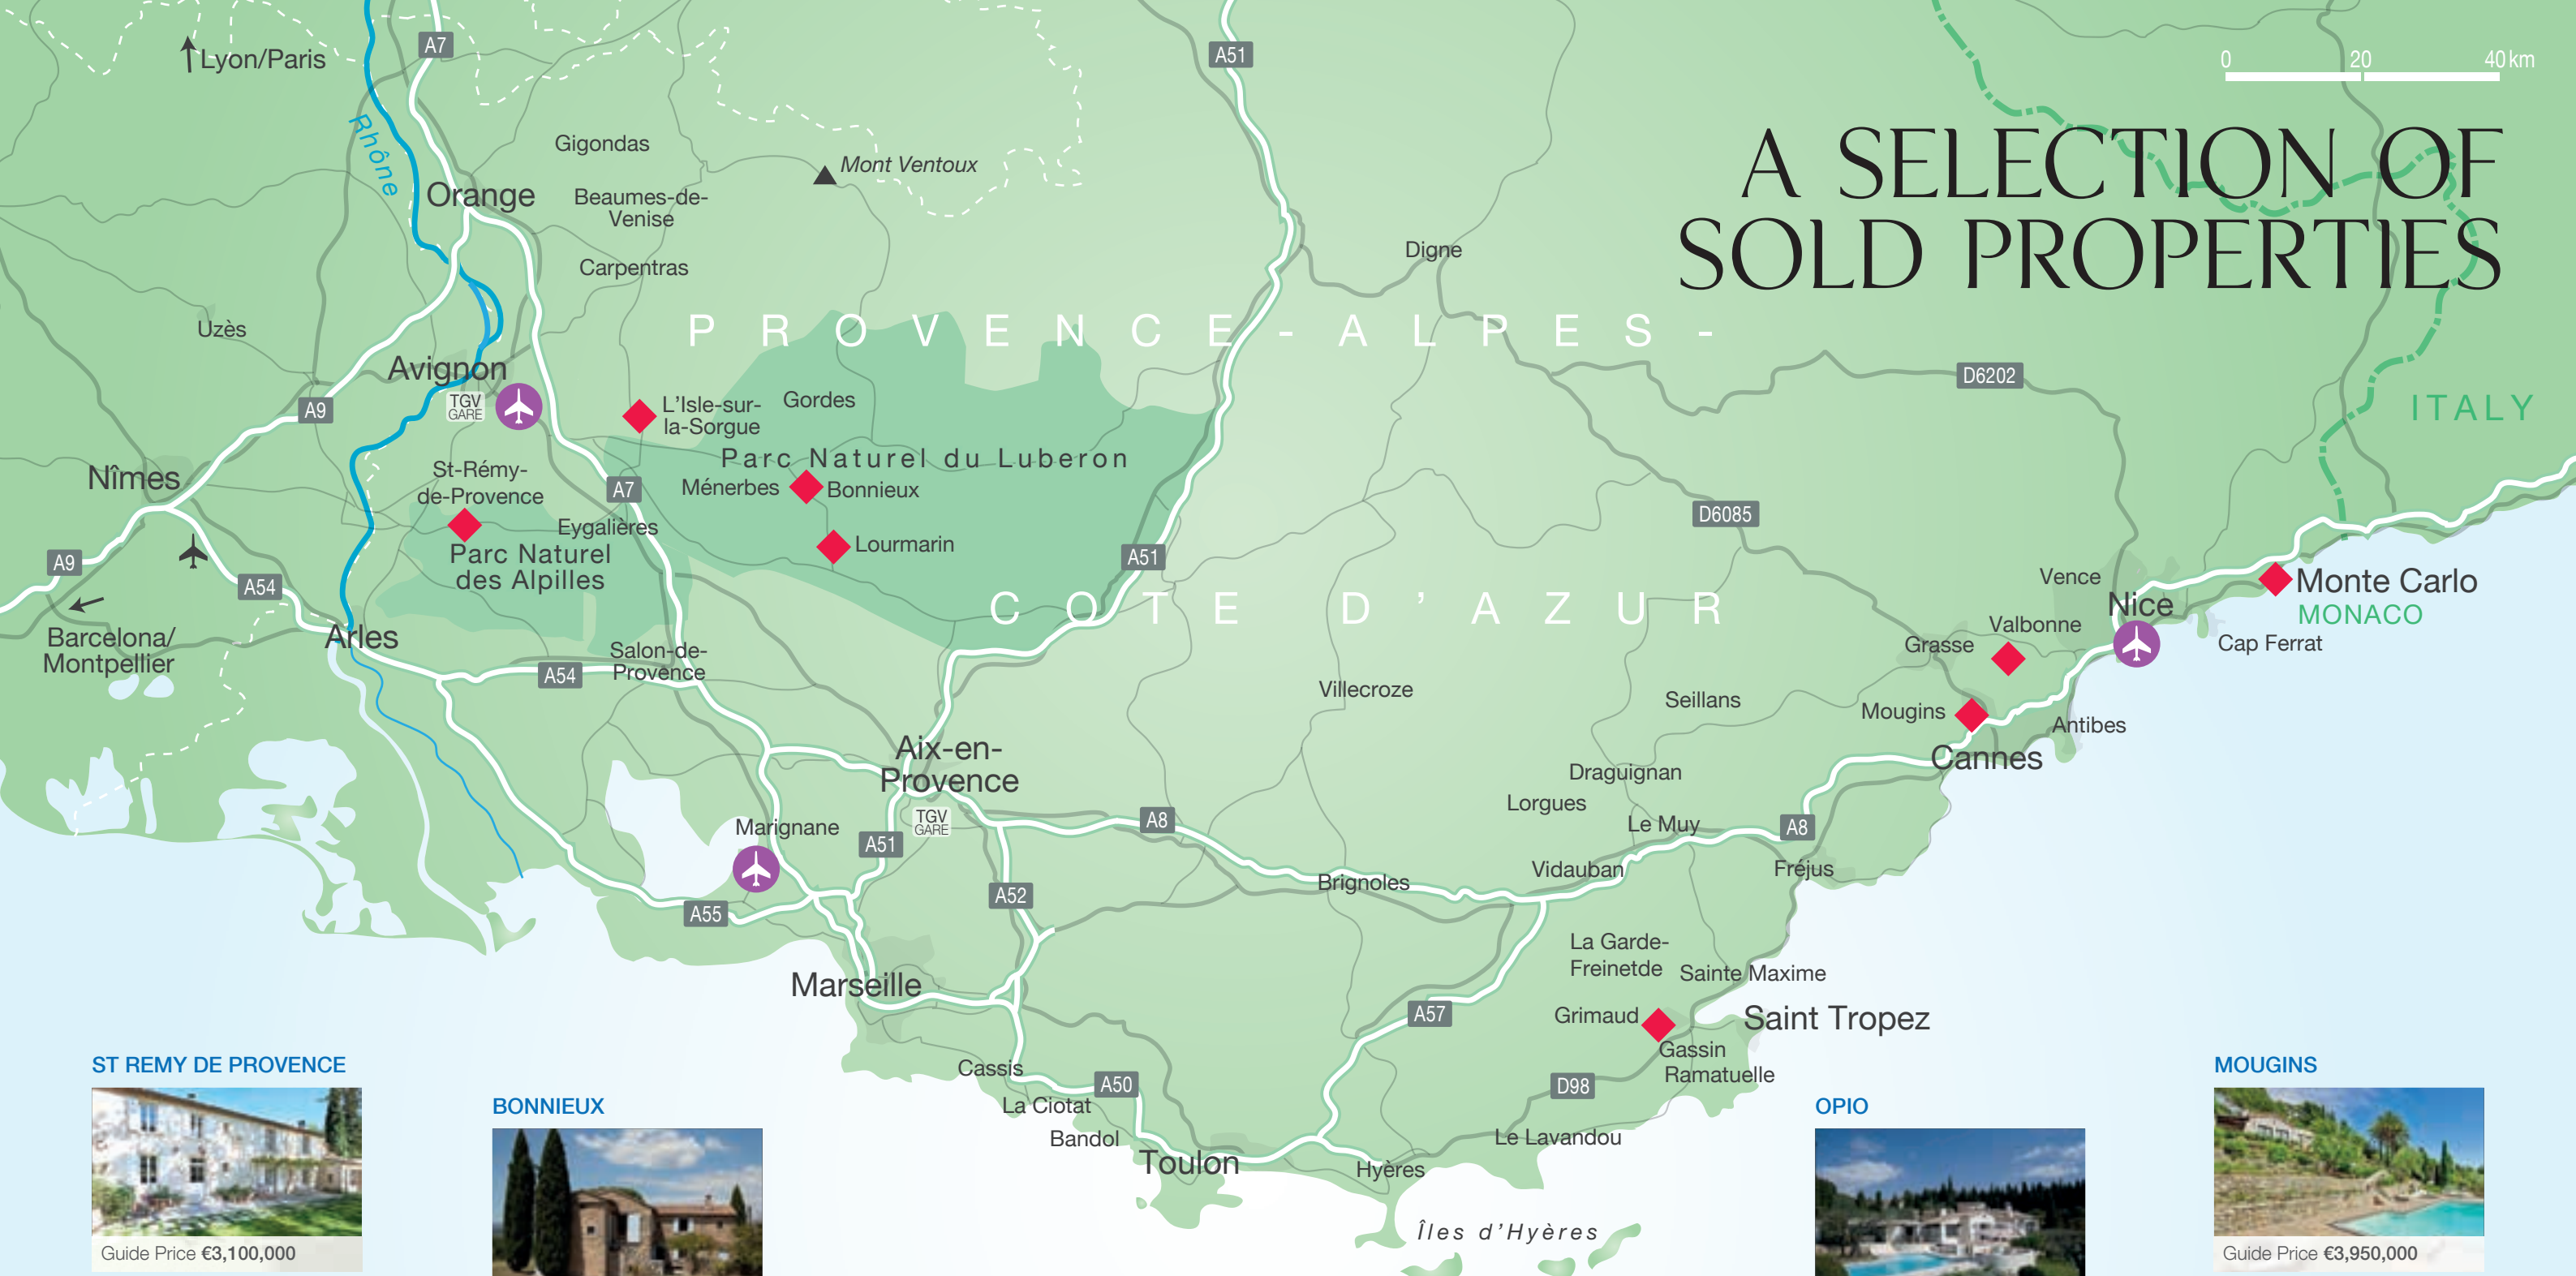 A7
A51
0 20 40 km
Lyon/Paris
Rhône
A SELECTION OF
SOLD PROPERTIES
Gigondas
Mont Ventoux
Orange
Beaumes-de-
Venise
Digne
Carpentras
Uzès
PROVENCE-ALPES-
Avignon
D6202
TGV
GARE
A9
L'Isle-sur-
la-Sorgue
Gordes
ITALY
Parc Naturel du Luberon
Nîmes
St-Rémy-
de-Provence
A7
Ménerbes
Bonnieux
D6085
Eygalières
Lourmarin
Parc Naturel
des Alpilles
A9
A54
A51
Vence
Monte Carlo
MONACO
Nice
COTE D'AZUR
Barcelona/
Montpellier
Arles
Valbonne
Grasse
Cap Ferrat
Salon-de-
Provence
A54
Villecroze
Seillans
Mougins
Antibes
Cannes
Aix-en-
Provence
TGV
GARE
Draguignan
Lorgues
Le Muy
A8
A8
Marignane
A51
Vidauban
Fréjus
Brignoles
A52
A55
La Garde-
Freinetde
Sainte Maxime
Marseille
A57
Grimaud
Saint Tropez
Gassin
Ramatuelle
Cassis
A50
D98
La Ciotat
Bandol
Le Lavandou
Toulon
Hyères
Îles d'Hyères
ST REMY DE PROVENCE
Guide Price €3,100,000
BONNIEUX
OPIO
MOUGINS
Guide Price €3,950,000